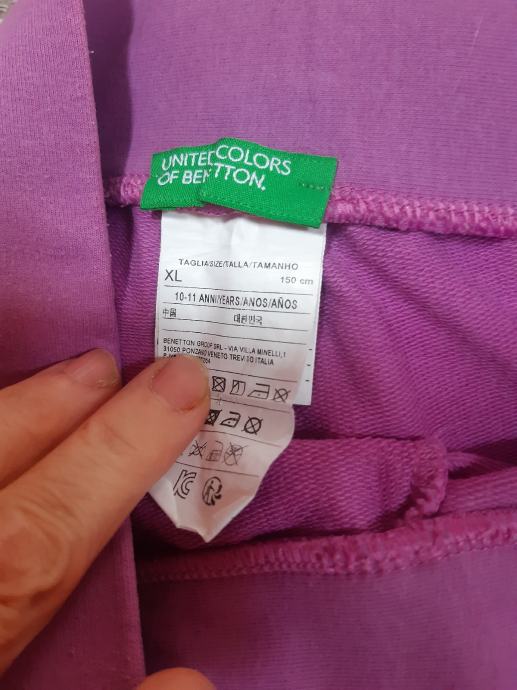 UNITED COLORS
OF BENETTON.
TAGLIA/SIZE/TALLA/TAMANHO
XL 150 cm
10-11 ANNI/YEARS/ANOS/AÑOS
中国 대한민국
BENETTON GROUP SRL - VIA VILLA MINELLI,1
31050 PONZANO VENETO TREVISO ITALIA